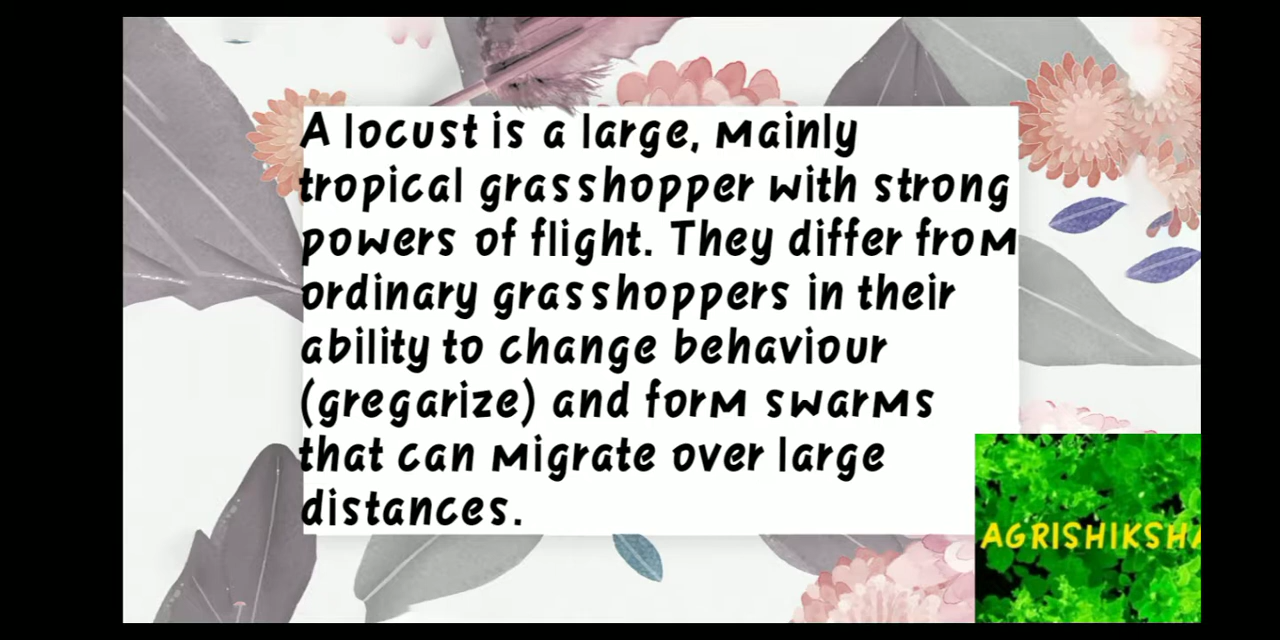 A locust is a large, mainly
tropical grasshopper with strong
powers of flight. They differ from
ordinary grasshoppers in their
ability to change behaviour
(gregarize) and form swarms
that can migrate over large
distances.
AGRISHIKSHA